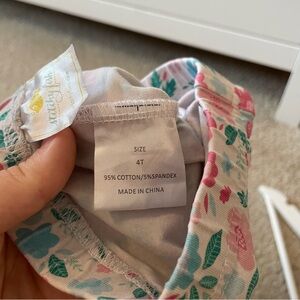 SIZE
4T
95% COTTON/5%SPANDEX
MADE IN CHINA